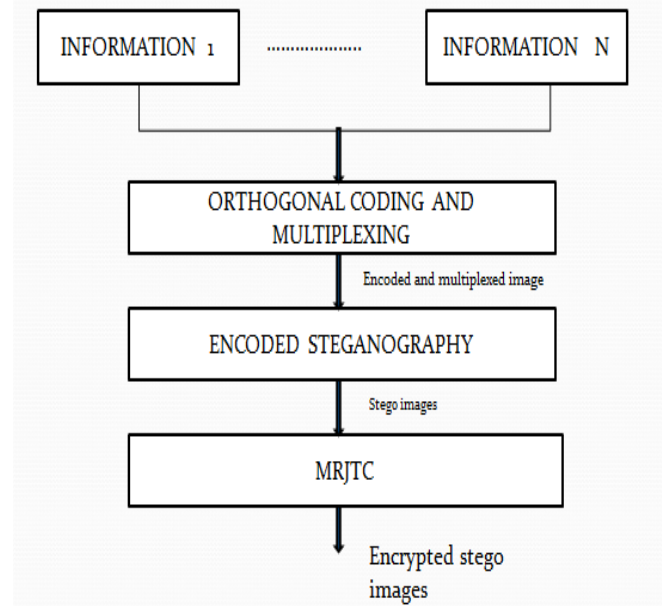 INFORMATION 1 ................... INFORMATION N
ORTHOGONAL CODING AND
MULTIPLEXING
Encoded and multiplexed image
ENCODED STEGANOGRAPHY
Stego images
MRJTC
Encrypted stego
images